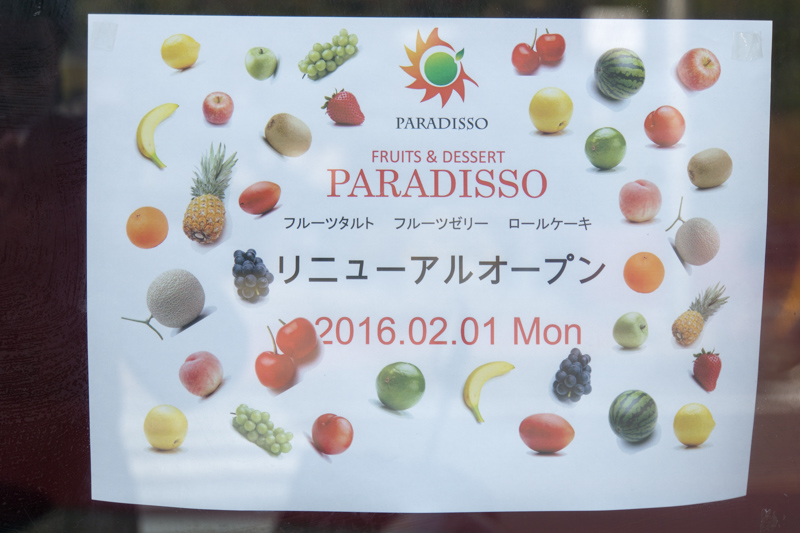 PARADISSO
FRUITS & DESSERT
PARADISSO
フルーツタルト フルーツゼリー ロールケーキ
リニューアルオープン
2016.02.01 Mon